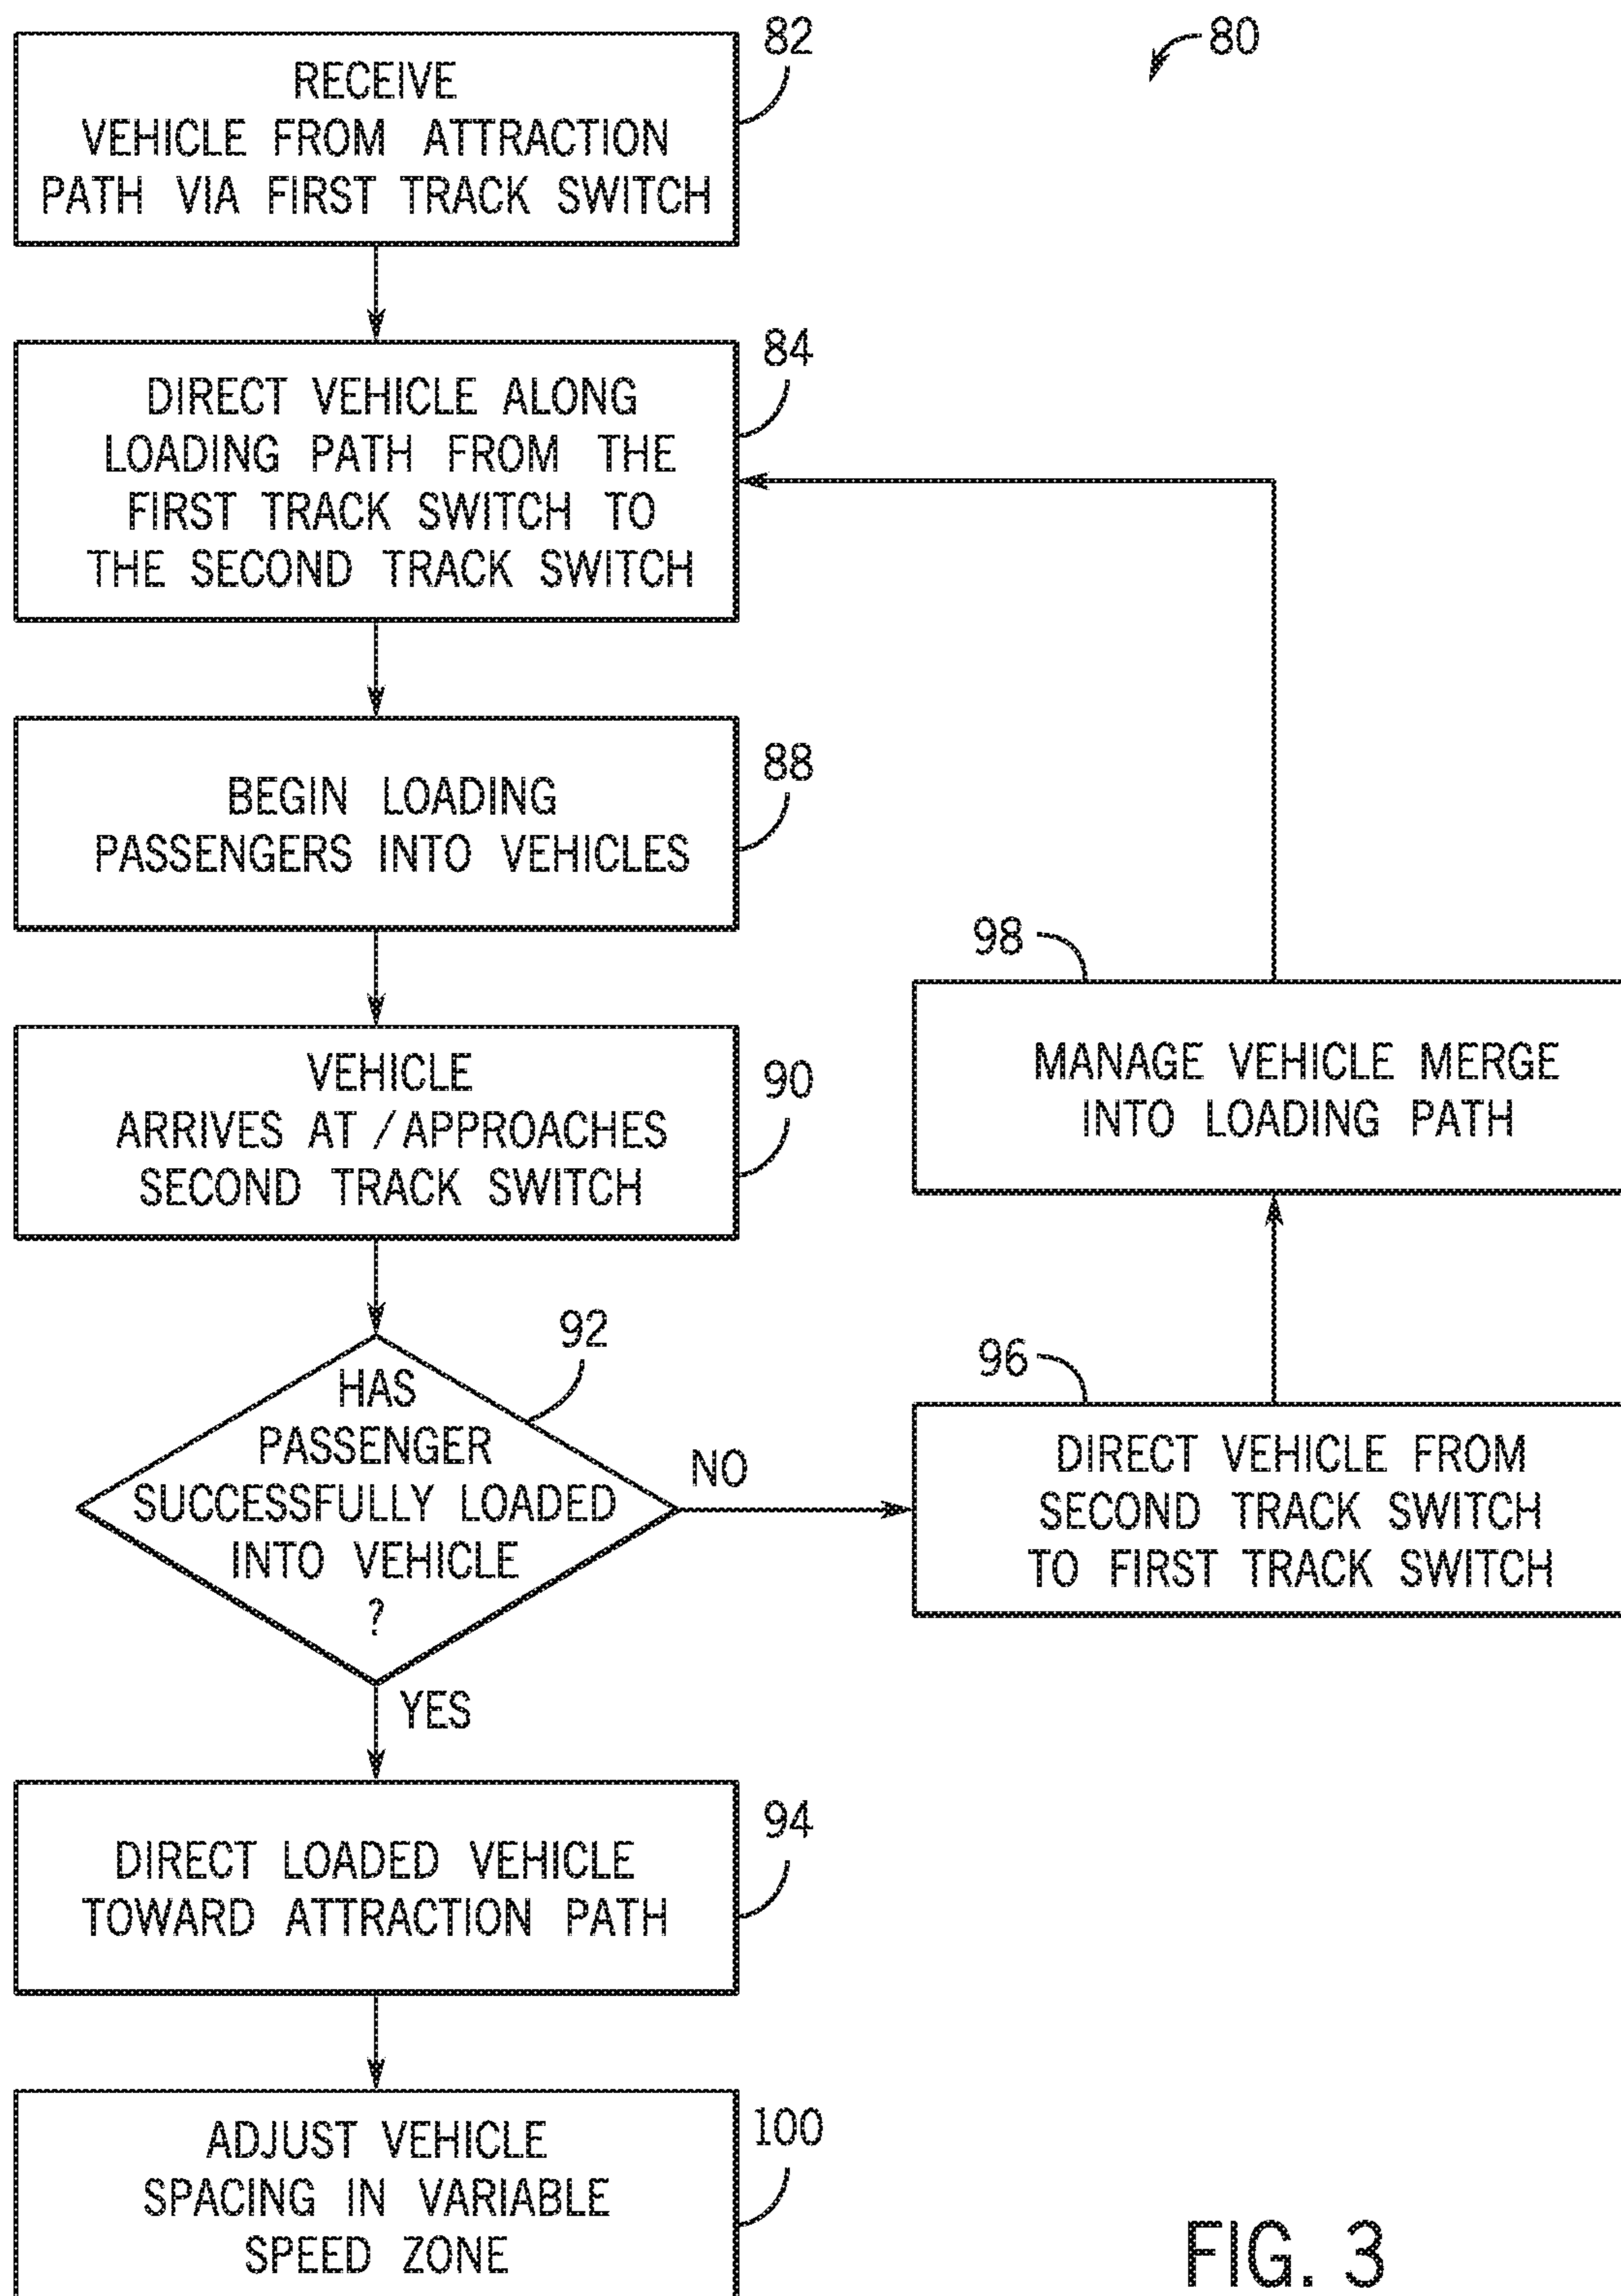 80
82
RECEIVE
VEHICLE FROM ATTRACTION
PATH VIA FIRST TRACK SWITCH
84
DIRECT VEHICLE ALONG
LOADING PATH FROM THE
FIRST TRACK SWITCH TO
THE SECOND TRACK SWITCH
88
BEGIN LOADING
PASSENGERS INTO VEHICLES
90
VEHICLE
ARRIVES AT / APPROACHES
SECOND TRACK SWITCH
92
HAS
PASSENGER
SUCCESSFULLY LOADED
INTO VEHICLE
?
NO
96
DIRECT VEHICLE FROM
SECOND TRACK SWITCH
TO FIRST TRACK SWITCH
98
MANAGE VEHICLE MERGE
INTO LOADING PATH
YES
94
DIRECT LOADED VEHICLE
TOWARD ATTRACTION PATH
100
ADJUST VEHICLE
SPACING IN VARIABLE
SPEED ZONE
FIG. 3